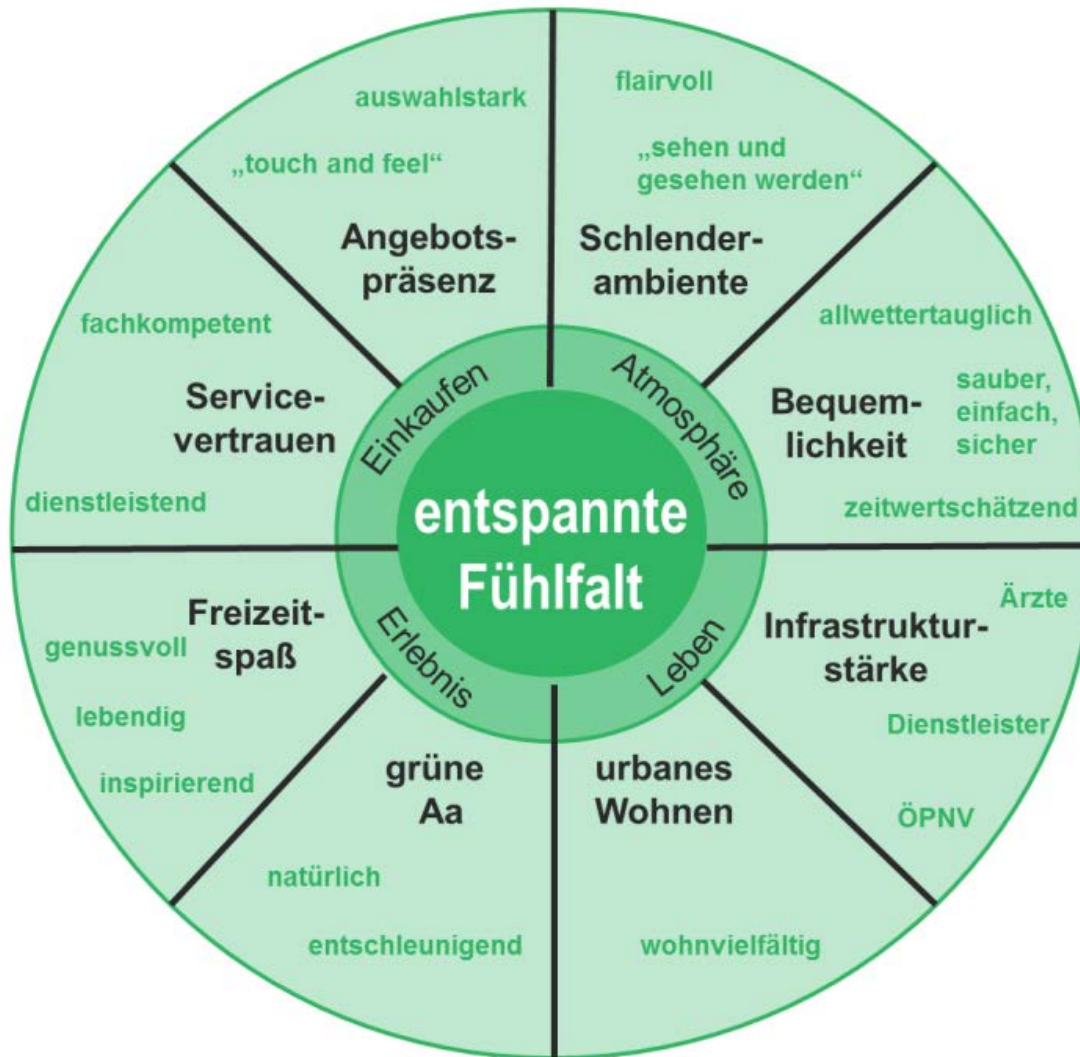 auswahlstark
„touch and feel“
Angebots-
präsenz
flairvoll
„sehen und
gesehen werden“
Schlender-
ambiente
allwettertauglich
Bequem-
lichkeit
sauber,
einfach,
sicher
zeitwertschätzend
fachkompetent
Service-
vertrauen
dienstleistend
Einkaufen
Atmosphäre
entspannte
Fühlfalt
Erlebnis
Leben
Freizeit-
spaß
genussvoll
lebendig
inspirierend
grüne
Aa
natürlich
entschleunigend
urbanes
Wohnen
wohnvielfältig
Ärzte
Infrastruktur-
stärke
Dienstleister
ÖPNV